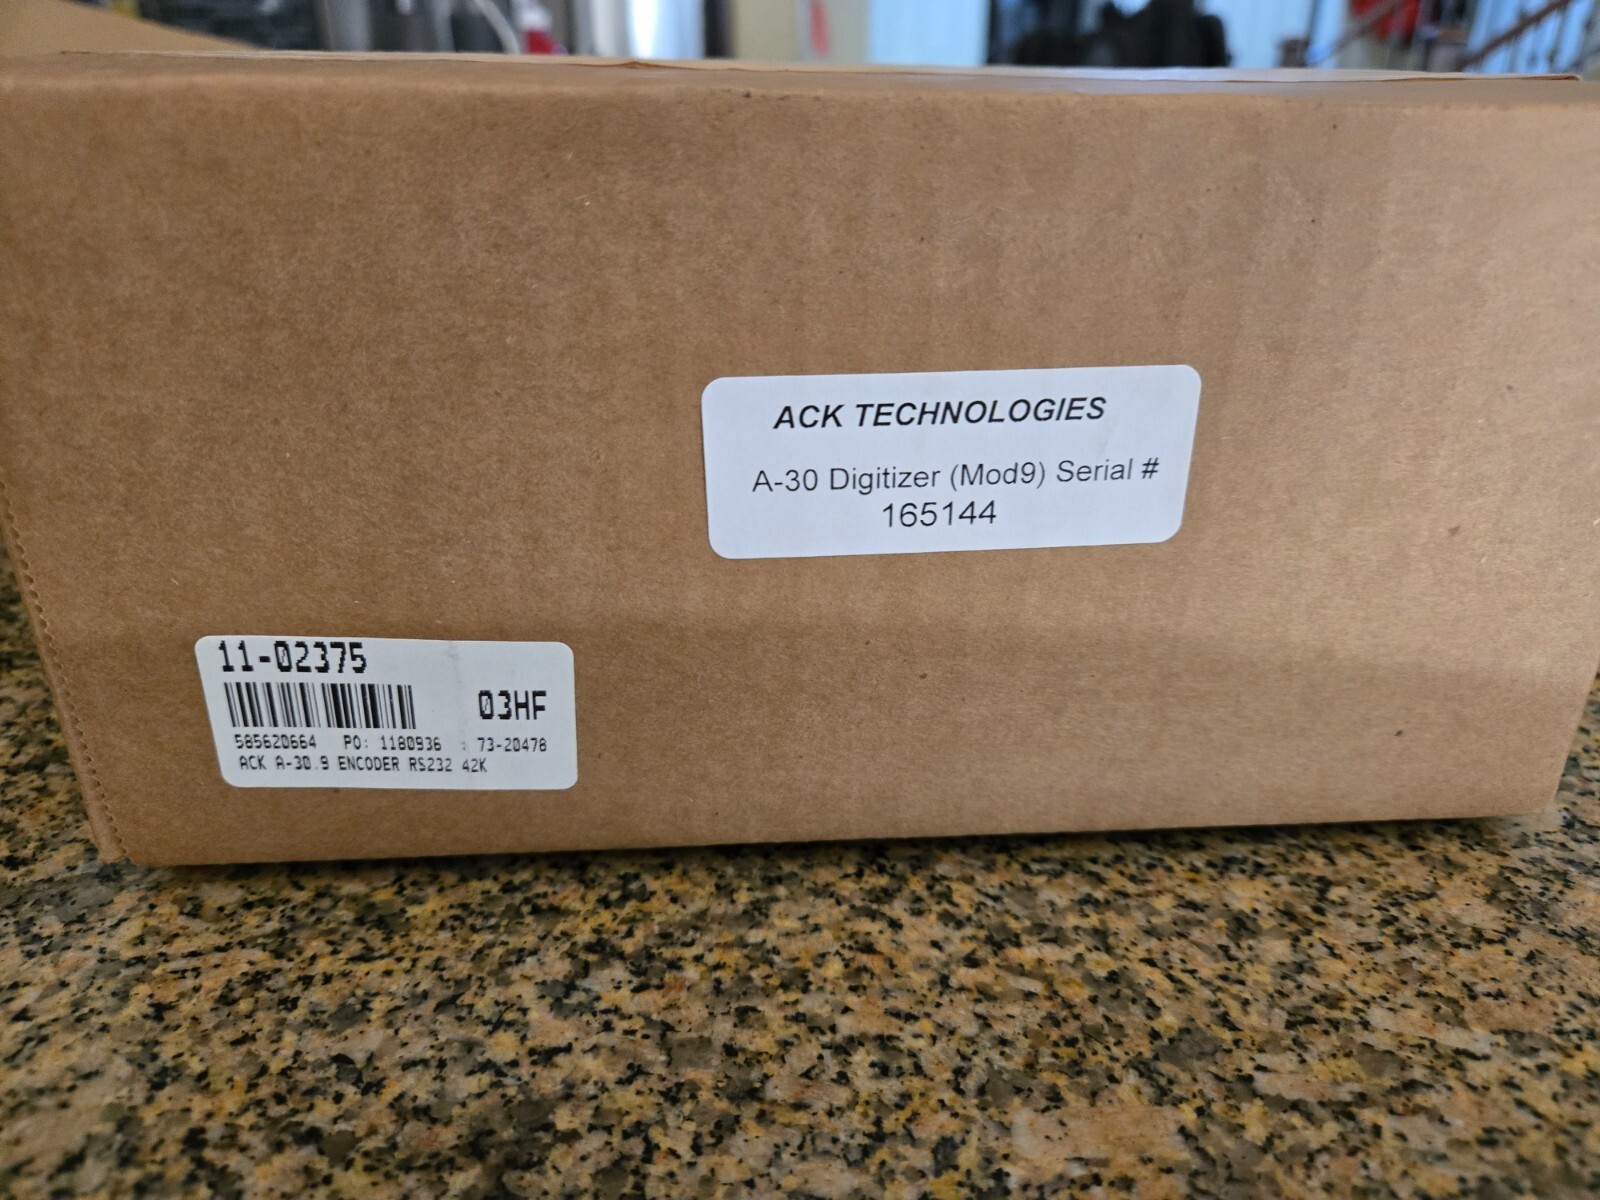 ACK TECHNOLOGIES
A-30 Digitizer (Mod9) Serial #
165144
11-02375
03HF
585620664 PO: 1180936 : 73-20478
ACK A-30.9 ENCODER RS232 42K